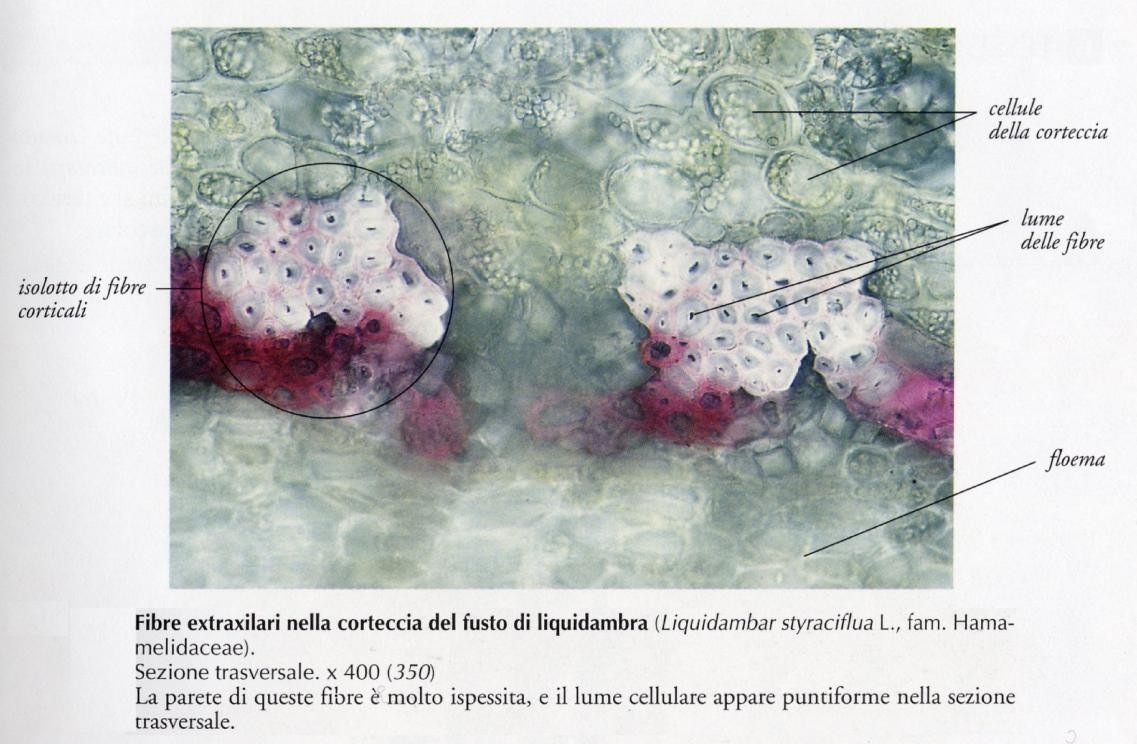 cellule
della corteccia
lume
delle fibre
isolotto di fibre
corticali
floema
Fibre extraxilari nella corteccia del fusto di liquidambra (Liquidambar styraciflua L., fam. Hama-
melidaceae).
Sezione trasversale. x 400 (350)
La parete di queste fibre è molto ispessita, e il lume cellulare appare puntiforme nella sezione
trasversale.